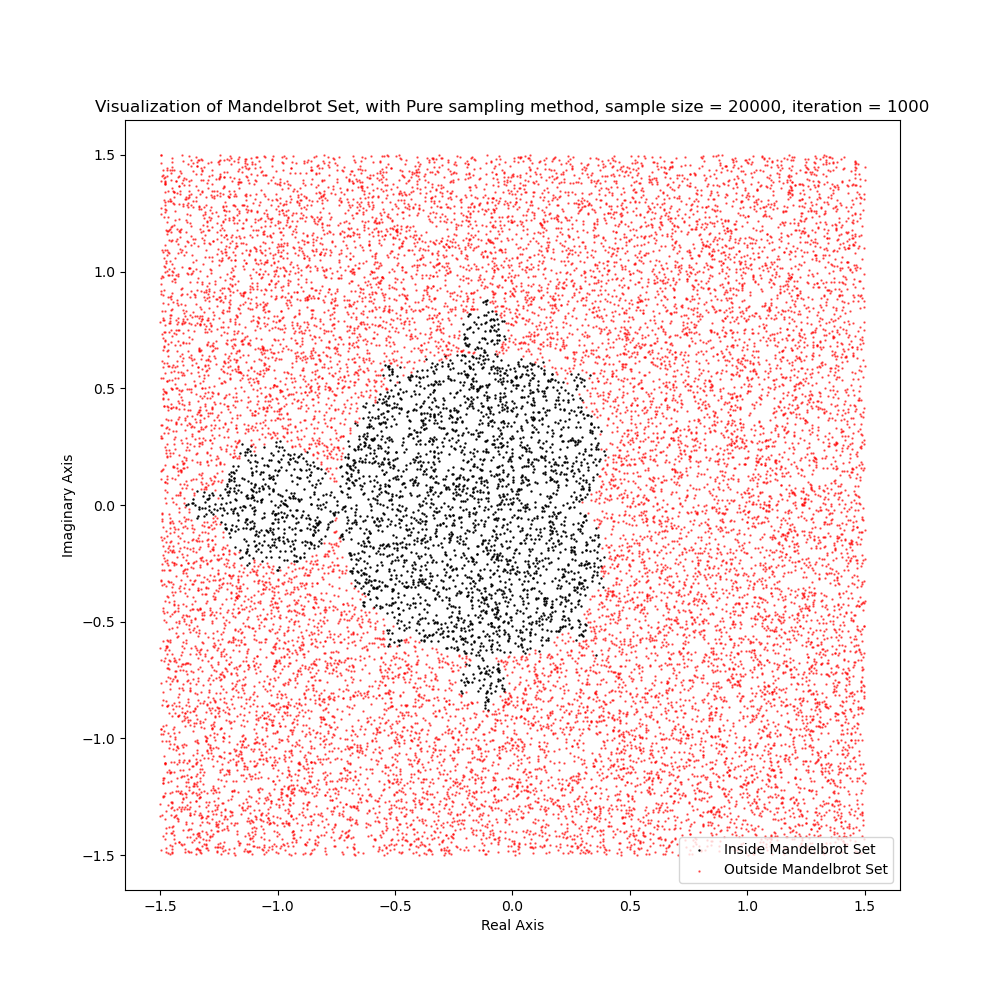 Visualization of Mandelbrot Set, with Pure sampling method, sample size = 20000, iteration = 1000
1.5
1.0
0.5
0.0
−0.5
−1.0
−1.5
Imaginary Axis
Inside Mandelbrot Set
Outside Mandelbrot Set
−1.5 −1.0 −0.5 0.0 0.5 1.0 1.5
Real Axis